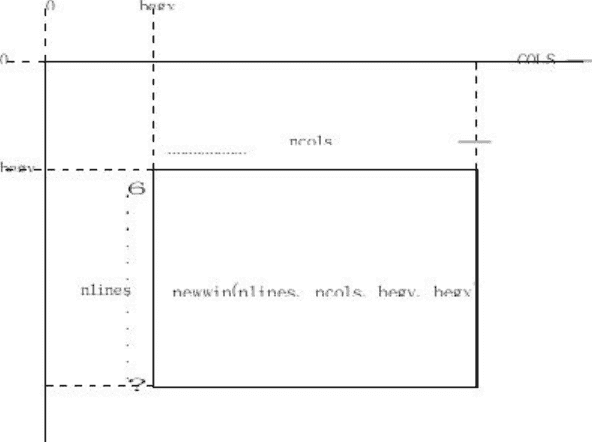 0
begx
0
COLS
ncols
begy
6
nlines
newwin(nlines, ncols, begy, begx)
?